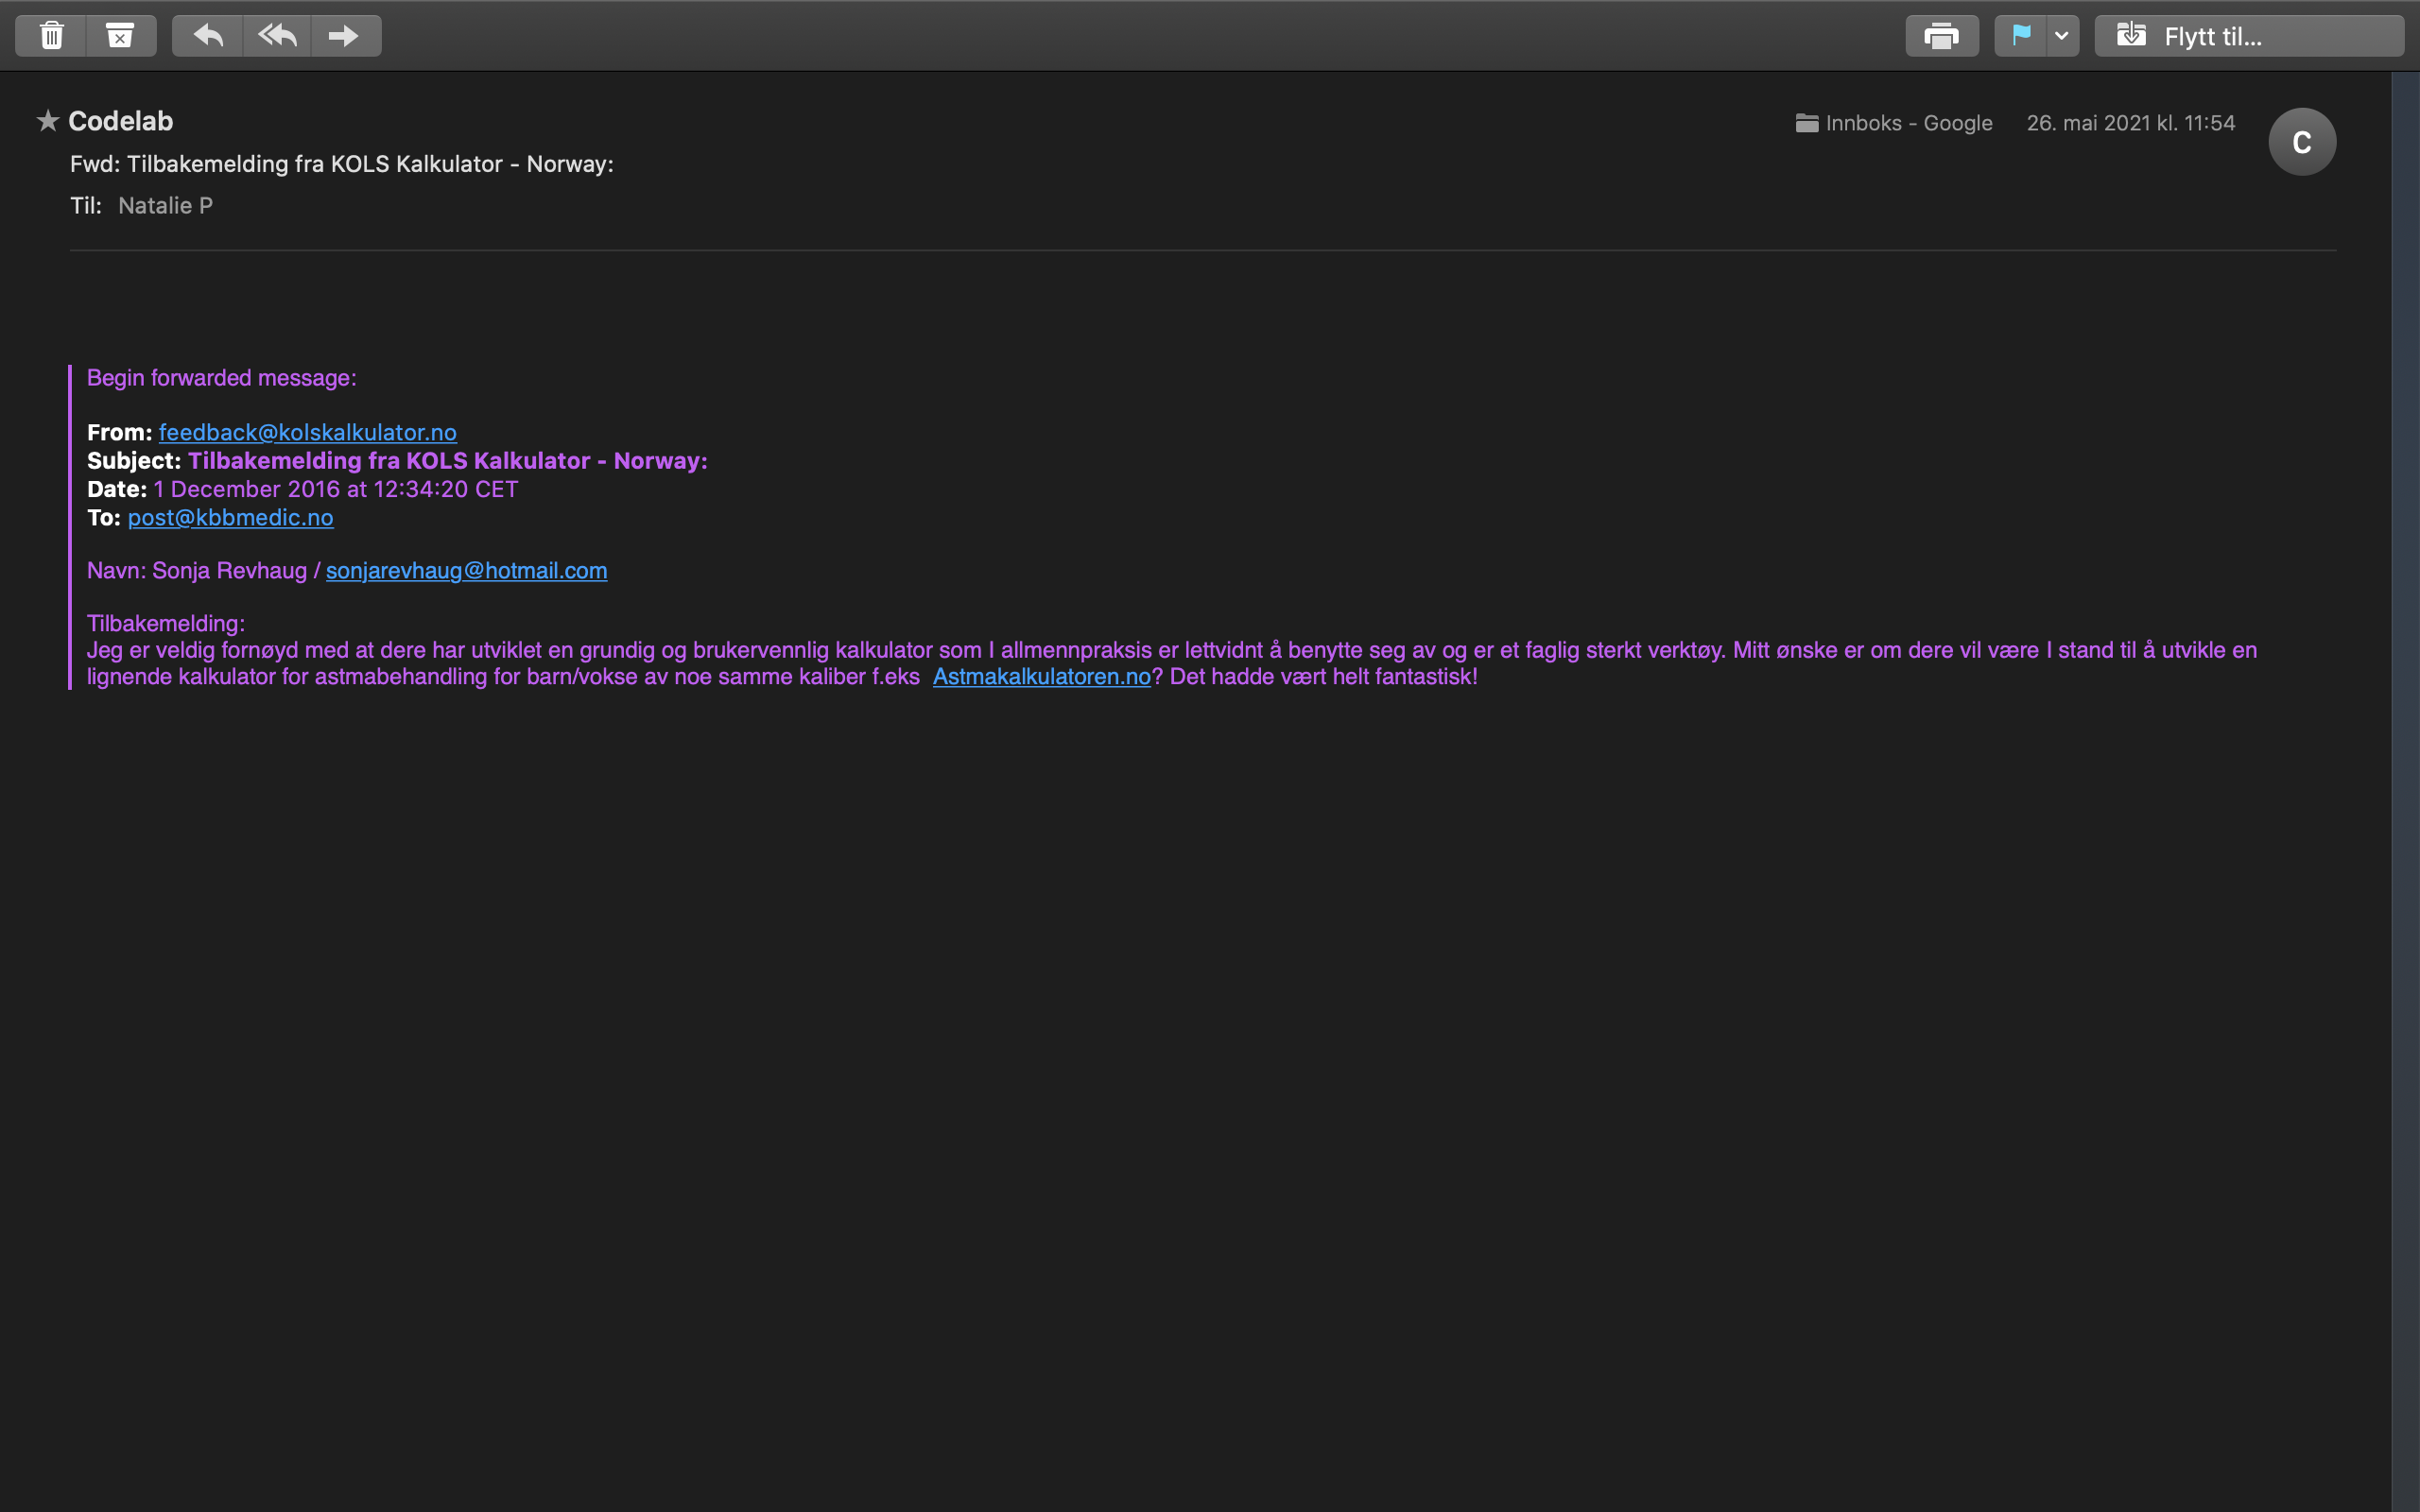 Flytt til...
★ Codelab
Innboks - Google 26. mai 2021 kl. 11:54
C
Fwd: Tilbakemelding fra KOLS Kalkulator - Norway:
Til: Natalie P
Begin forwarded message:
From: feedback@kolskalkulator.no
Subject: Tilbakemelding fra KOLS Kalkulator - Norway:
Date: 1 December 2016 at 12:34:20 CET
To: post@kbbmedic.no
Navn: Sonja Revhaug / sonjarevhaug@hotmail.com
Tilbakemelding:
Jeg er veldig fornøyd med at dere har utviklet en grundig og brukervennlig kalkulator som I allmennpraksis er lettvidnt å benytte seg av og er et faglig sterkt verktøy. Mitt ønske er om dere vil være I stand til å utvikle en
lignende kalkulator for astmabehandling for barn/vokse av noe samme kaliber f.eks  Astmakalkulatoren.no? Det hadde vært helt fantastisk!